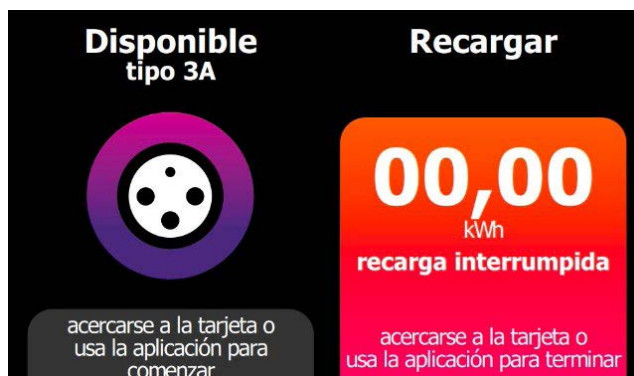 Disponible
tipo 3A
acercarse a la tarjeta o
usa la aplicación para
comenzar
Recargar
00,00
kWh
recarga interrumpida
acercarse a la tarjeta o
usa la aplicación para terminar